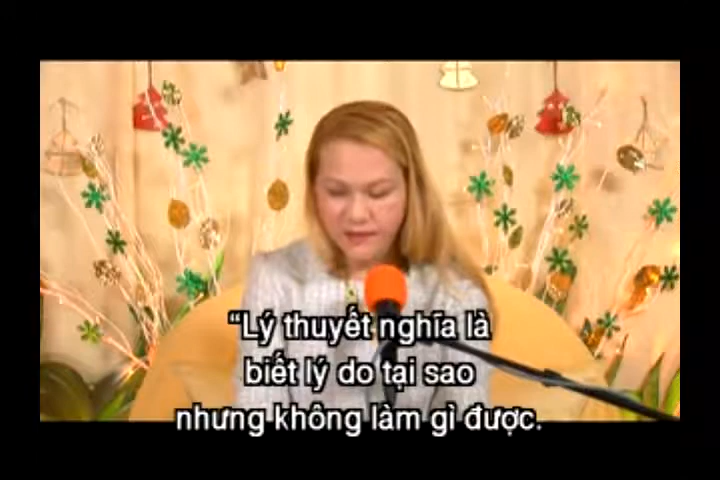 “Lý thuyết nghĩa là
biết lý do tại sao
nhưng không làm gì được.